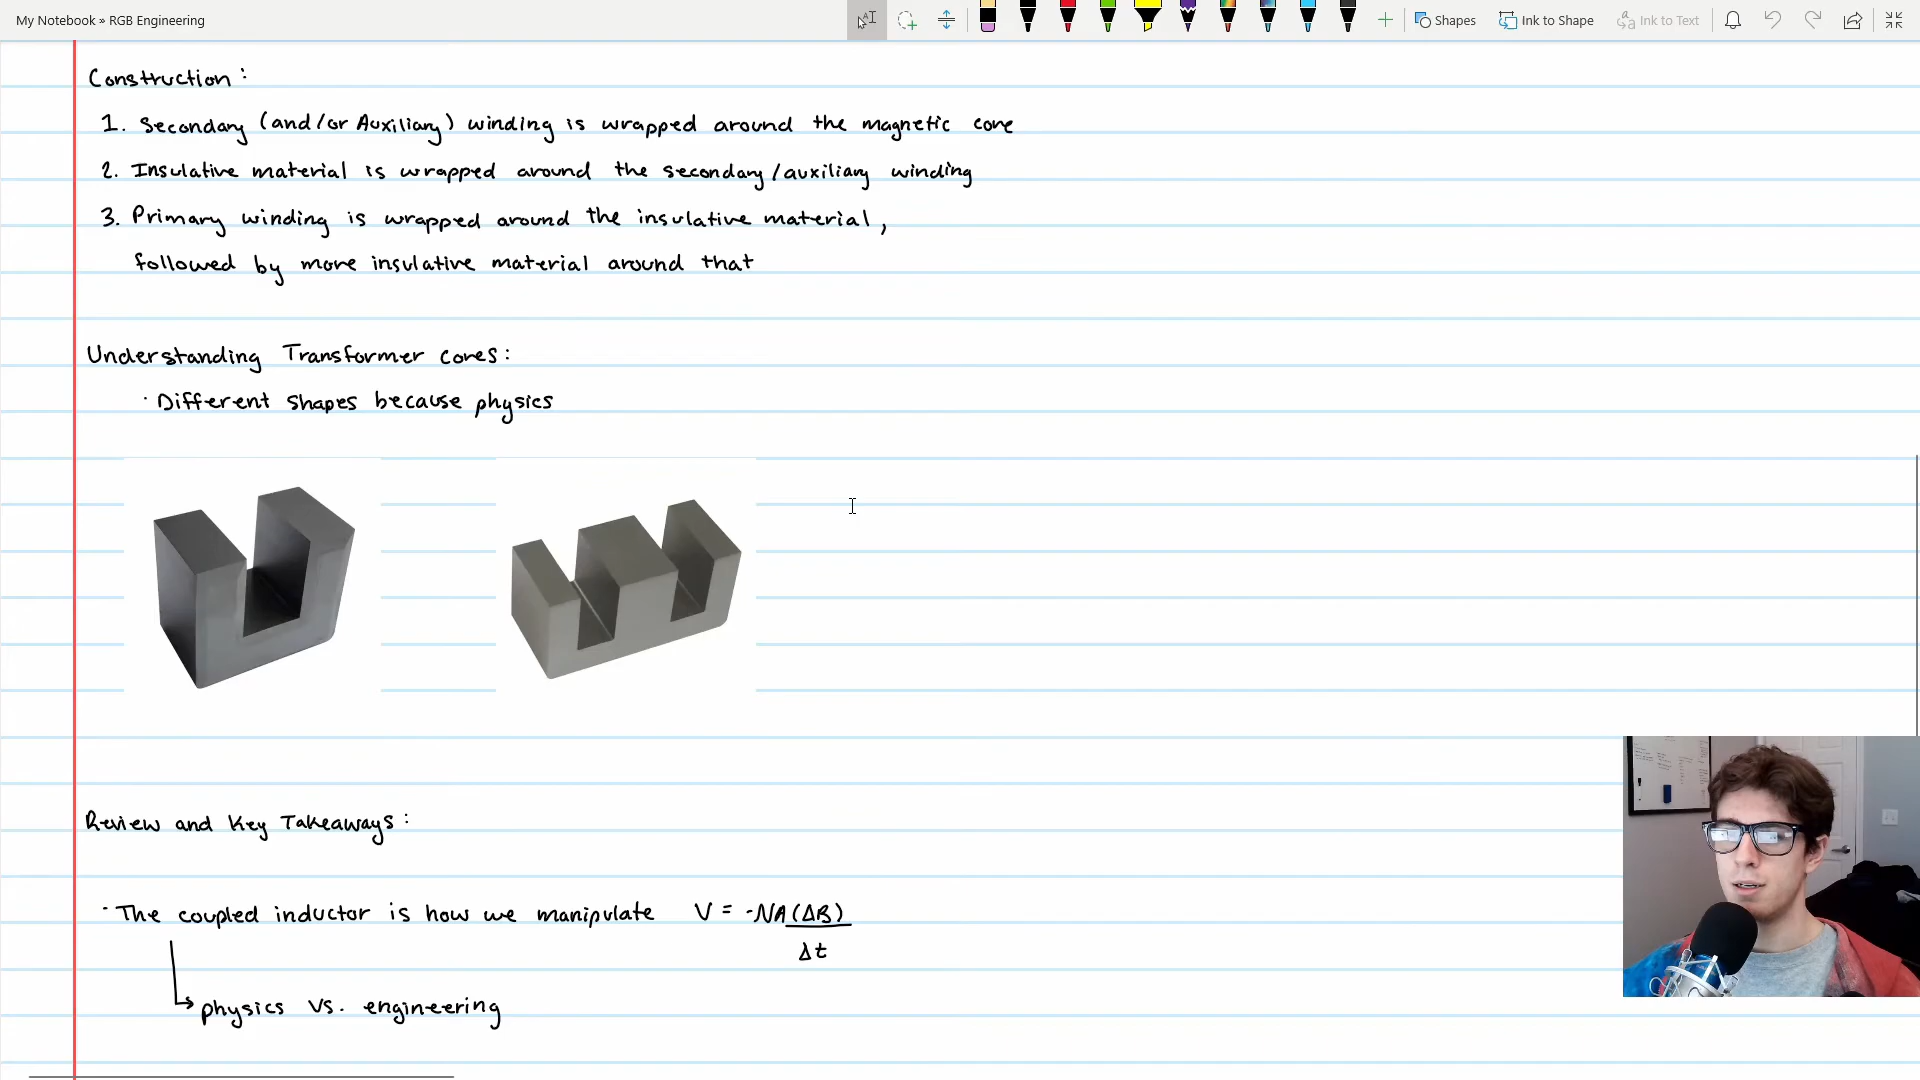 My Notebook » RGB Engineering
Shapes
Ink to Shape
Ink to Text
Construction:
1. Secondary (and/or Auxiliary) winding is wrapped around the magnetic core
2. Insulative material is wrapped around the secondary/auxiliary winding
3. Primary winding is wrapped around the insulative material,
followed by more insulative material around that
Understanding Transformer Cores:
· Different shapes because physics
Review and Key Takeaways:
· The coupled inductor is how we manipulate V = -NA(ΔB)
Δt
physics vs. engineering